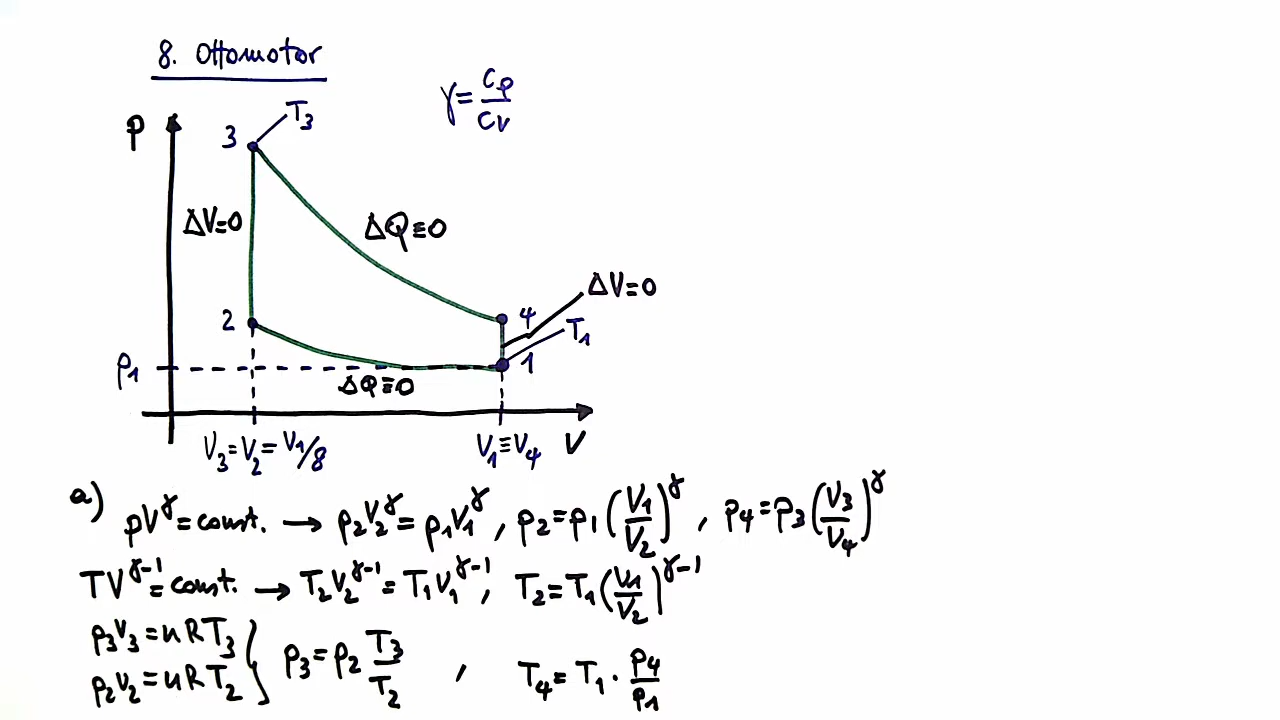 8. Ottomotor
γ = cp/cv
p
3
T3
ΔV=0
ΔQ≡0
ΔV=0
2
4
T1
p1
1
ΔQ≡0
V3=V2=V1/8
V1≡V4
V
a)
pV^γ = const. → p2V2^γ = p1V1^γ, p2 = p1 (V1/V2)^γ, p4 = p3 (V3/V4)^γ
TV^γ-1 = const. → T2V2^γ-1 = T1V1^γ-1, T2 = T1 (V1/V2)^γ-1
p3V3 = nRT3
p2V2 = nRT2 } p3 = p2 T3/T2 , T4 = T1 · p4/p1